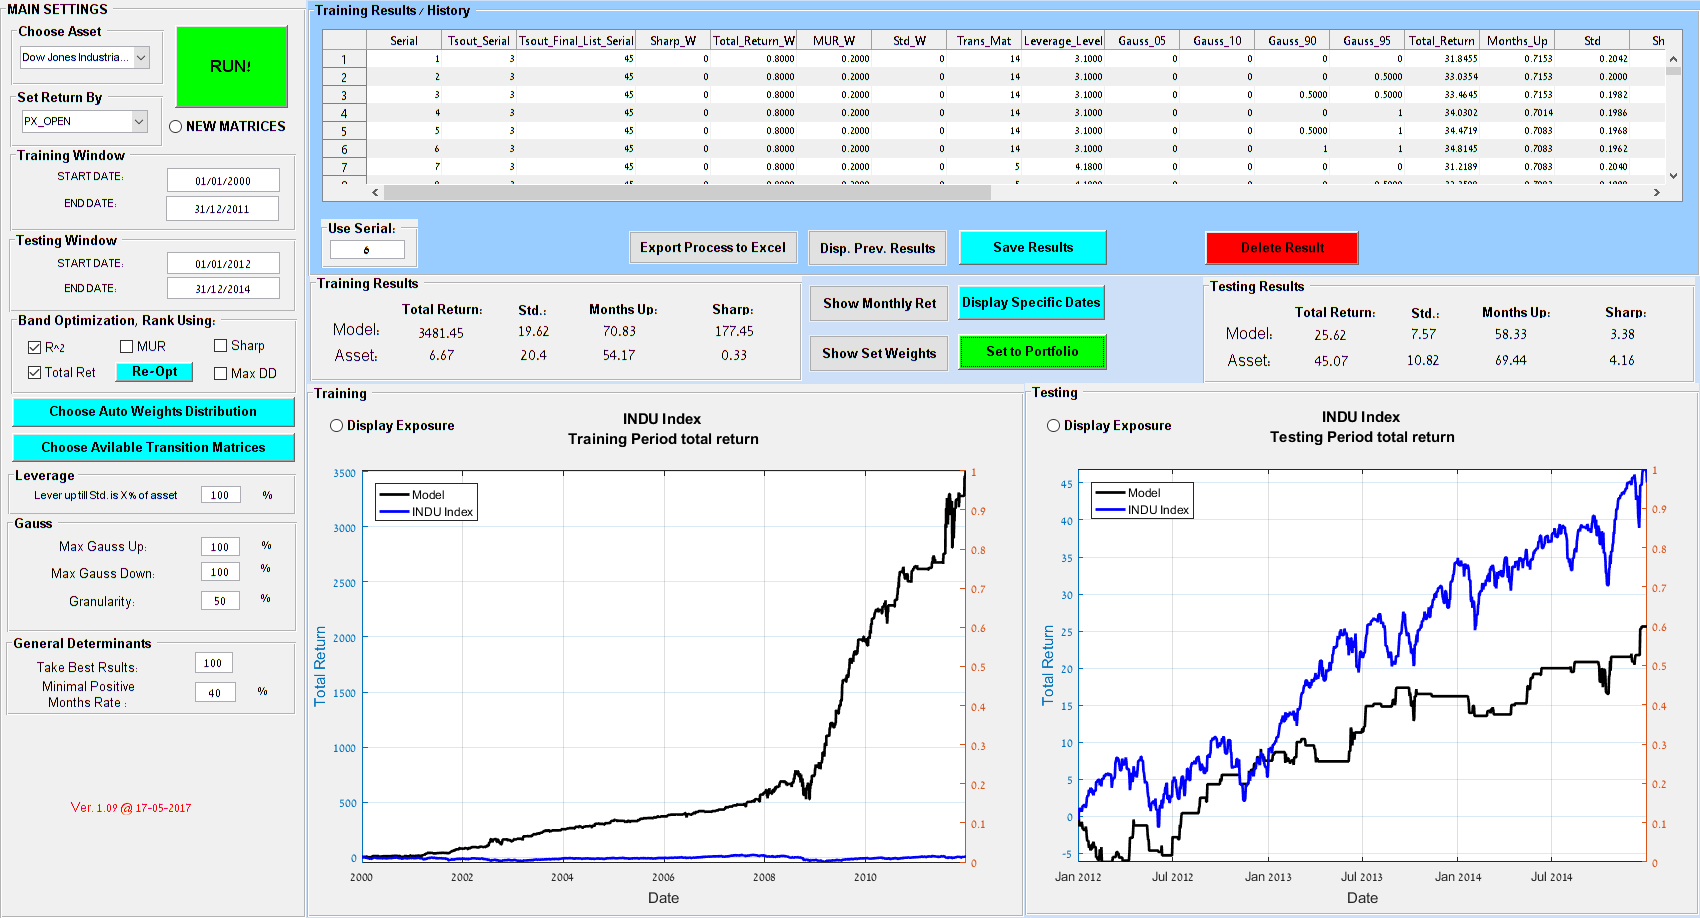 MAIN SETTINGS
Choose Asset
Dow Jones Industria...
RUN!
Set Return By
PX_OPEN
NEW MATRICES
Training Window
START DATE: 01/01/2000
END DATE: 31/12/2011
Testing Window
START DATE: 01/01/2012
END DATE: 31/12/2014
Band Optimization, Rank Using:
R^2 MUR Sharp
Total Ret Re-Opt Max DD
Choose Auto Weights Distribution
Choose Avilable Transition Matrices
Leverage
Lever up till Std. is X% of asset 100 %
Gauss
Max Gauss Up: 100 %
Max Gauss Down: 100 %
Granularity: 50 %
General Determinants
Take Best Rsults: 100
Minimal Positive
Months Rate : 40 %
Ver. 1.09 @ 17-05-2017
Training Results / History
Serial Tsout_Serial Tsout_Final_List_Serial Sharp_W Total_Return_W MUR_W Std_W Trans_Mat Leverage_Level Gauss_05 Gauss_10 Gauss_90 Gauss_95 Total_Return Months_Up Std Sh
1 1 3 45 0 0.8000 0.2000 0 14 3.1000 0 0 0 0 31.8455 0.7153 0.2042
2 2 3 45 0 0.8000 0.2000 0 14 3.1000 0 0 0 0.5000 33.0354 0.7153 0.2000
3 3 3 45 0 0.8000 0.2000 0 14 3.1000 0 0 0.5000 0.5000 33.4645 0.7153 0.1982
4 4 3 45 0 0.8000 0.2000 0 14 3.1000 0 0 0 1 34.0302 0.7014 0.1986
5 5 3 45 0 0.8000 0.2000 0 14 3.1000 0 0 0.5000 1 34.4719 0.7083 0.1968
6 6 3 45 0 0.8000 0.2000 0 14 3.1000 0 0 1 1 34.8145 0.7083 0.1962
7 7 3 45 0 0.8000 0.2000 0 5 4.1800 0 0 0 0 31.2189 0.7083 0.2040
Use Serial:
6
Export Process to Excel Disp. Prev. Results Save Results Delete Result
Training Results
Total Return: Std.: Months Up: Sharp:
Model: 3481.45 19.62 70.83 177.45
Asset: 6.67 20.4 54.17 0.33
Show Monthly Ret Display Specific Dates
Show Set Weights Set to Portfolio
Testing Results
Total Return: Std.: Months Up: Sharp:
Model: 25.62 7.57 58.33 3.38
Asset: 45.07 10.82 69.44 4.16
Training
Display Exposure
INDU Index
Training Period total return
Model
INDU Index
3500
3000
2500
2000
1500
1000
500
0
Total Return
1
0.9
0.8
0.7
0.6
0.5
0.4
0.3
0.2
0.1
0
2000 2002 2004 2006 2008 2010
Date
Testing
Display Exposure
INDU Index
Testing Period total return
Model
INDU Index
45
40
35
30
25
20
15
10
5
0
-5
Total Return
1
0.9
0.8
0.7
0.6
0.5
0.4
0.3
0.2
0.1
0
Jan 2012 Jul 2012 Jan 2013 Jul 2013 Jan 2014 Jul 2014
Date